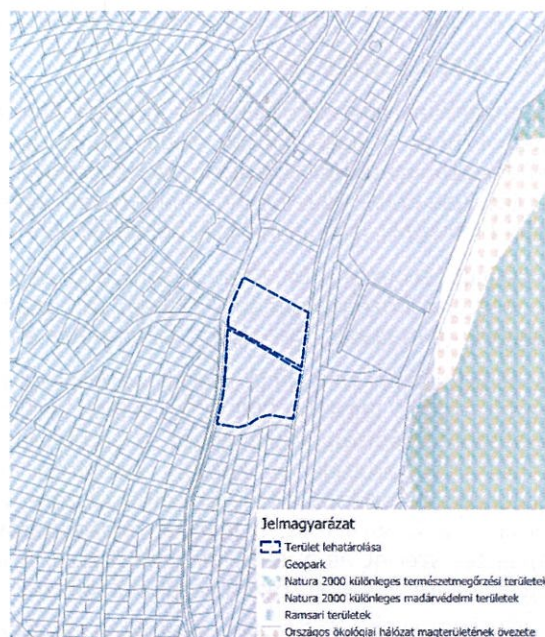 Jelmagyarázat
Terület lehatárolása
Geopark
Natura 2000 különleges természetmegőrzési területek
Natura 2000 különleges madárvédelmi területek
Ramsari területek
Országos ökológiai hálózat magterületének övezete